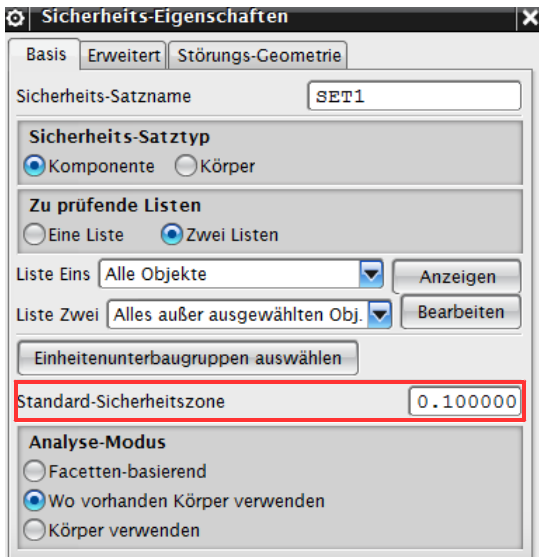 Sicherheits-Eigenschaften
Basis Erweitert Störungs-Geometrie
Sicherheits-Satzname SET1
Sicherheits-Satztyp
Komponente Körper
Zu prüfende Listen
Eine Liste Zwei Listen
Liste Eins Alle Objekte Anzeigen
Liste Zwei Alles außer ausgewählten Obj. Bearbeiten
Einheitenunterbaugruppen auswählen
Standard-Sicherheitszone 0.100000
Analyse-Modus
Facetten-basierend
Wo vorhanden Körper verwenden
Körper verwenden